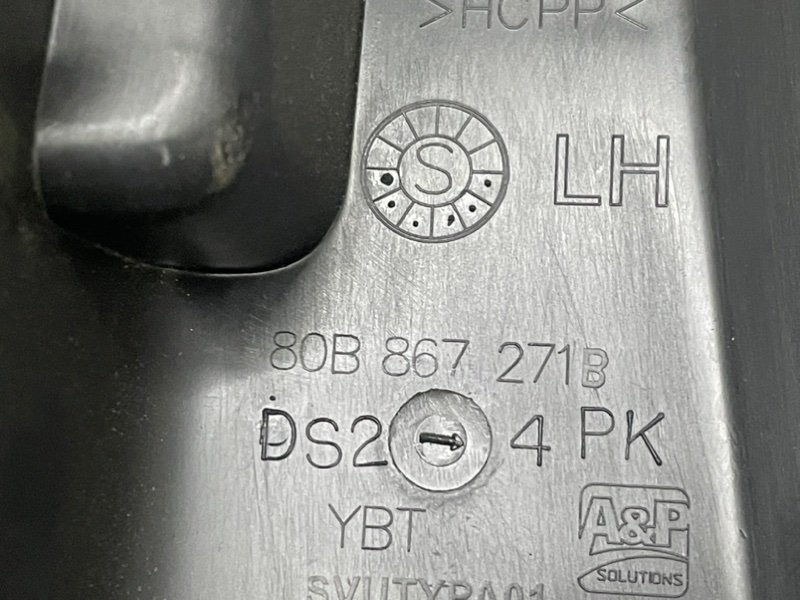 >HCPP<
S
LH
80B 867 271B
DS2 4 PK
YBT
A&P
SOLUTIONS